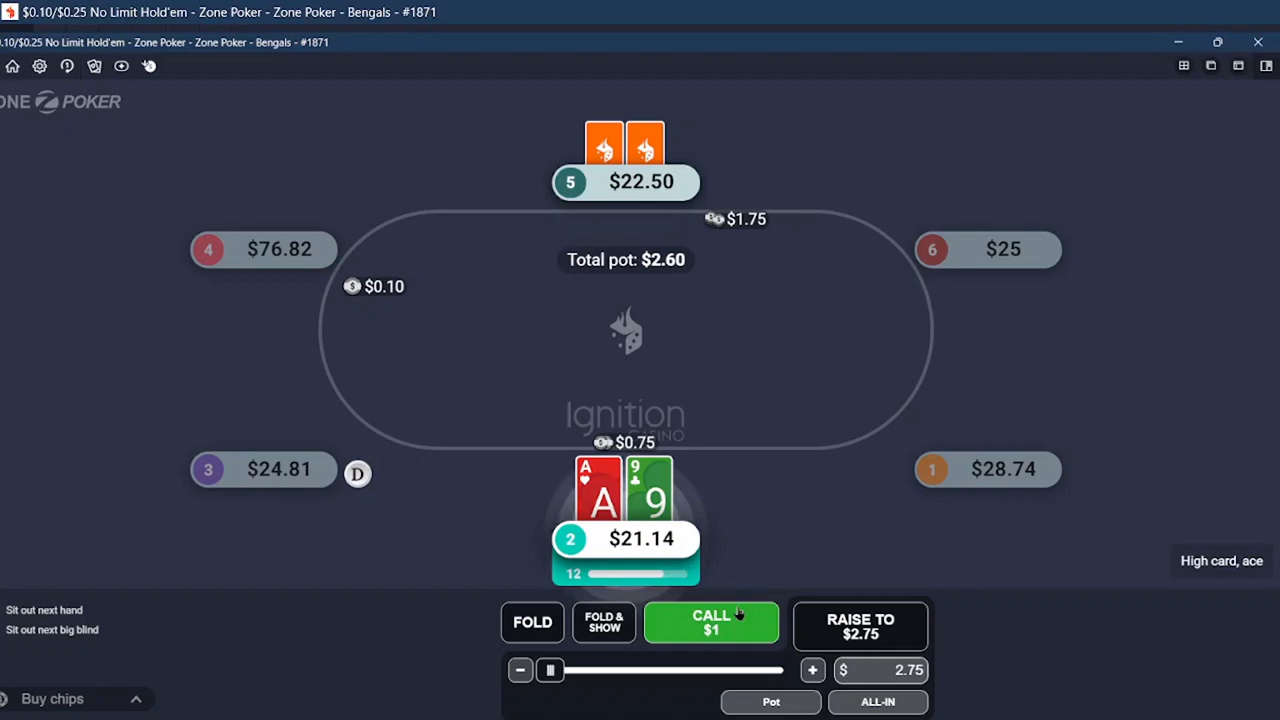 $0.10/$0.25 No Limit Hold'em - Zone Poker - Zone Poker - Bengals - #1871
.10/$0.25 No Limit Hold'em - Zone Poker - Zone Poker - Bengals - #1871
ONE Z POKER
5 $22.50
$1.75
4 $76.82
Total pot: $2.60
6 $25
$0.10
Ignition
CASINO
$0.75
3 $24.81
D
A
A
9
9
1 $28.74
2 $21.14
12
High card, ace
Sit out next hand
Sit out next big blind
FOLD
FOLD &
SHOW
CALL
$1
RAISE TO
$2.75
$ 2.75
Buy chips
Pot
ALL-IN